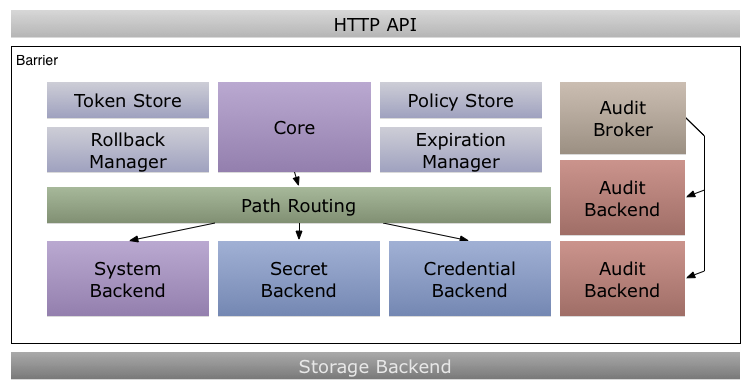 HTTP API
Barrier
Token Store
Core
Policy Store
Audit
Broker
Rollback
Manager
Expiration
Manager
Audit
Backend
Path Routing
System
Backend
Secret
Backend
Credential
Backend
Audit
Backend
Storage Backend